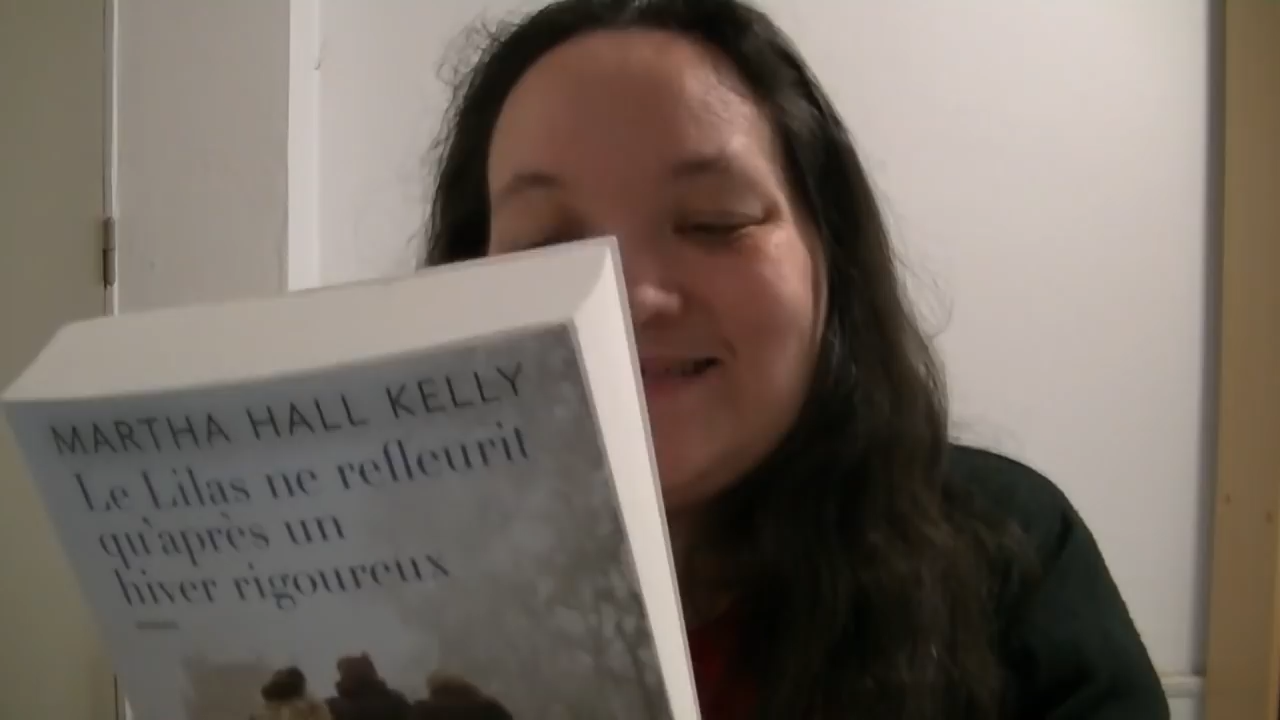 MARTHA HALL KELLY
Le Lilas ne refleurit
qu'après un
hiver rigoureux